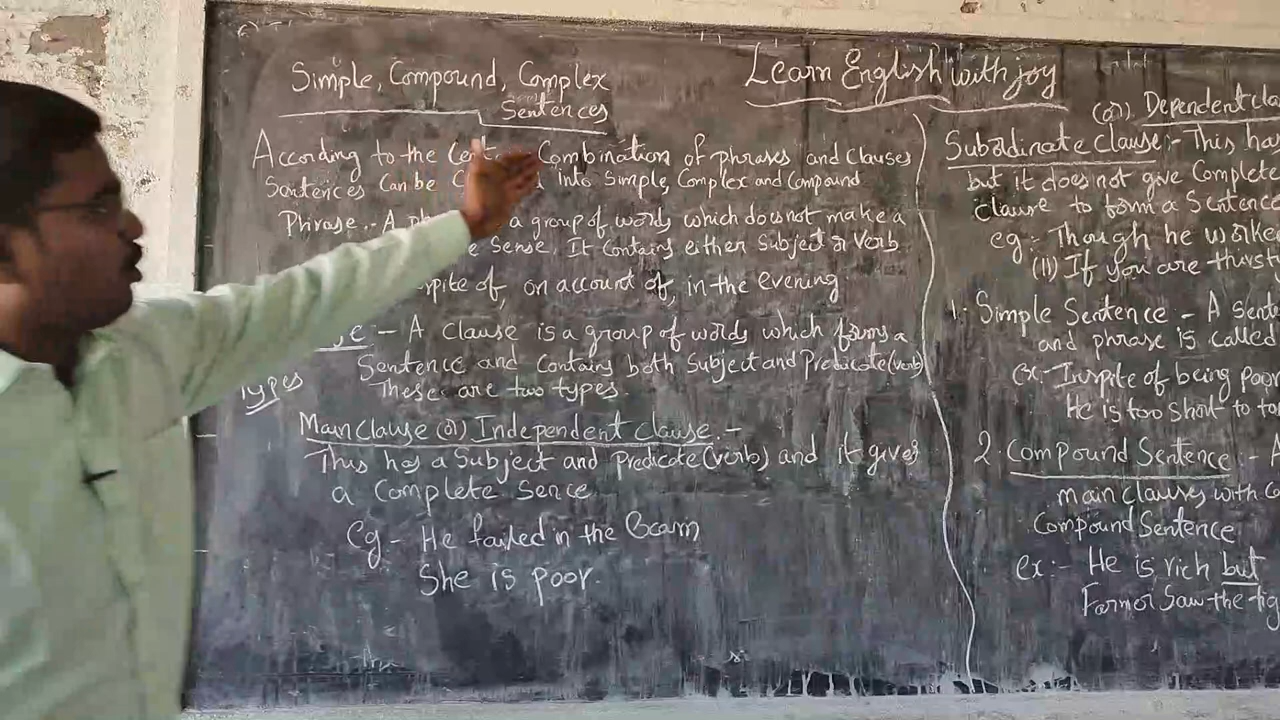 Simple, Compound, Complex
Sentences
Learn English with joy
According to the Combination of phrases and clauses
Sentences Can be into Simple, Complex and Compound
Phrase :- A a group of words which does not make a
Sense. It Contains either Subject or Verb
on account of, in the evening
:- A Clause is a group of words which forms a
Sentence and Contains both Subject and Predicate (verb)
These are two types.
Types
Main Clause (or) Independent clause :-
This has a Subject and Predicate (verb) and it gives
a Complete Sence
Eg - He failed in the Exam
She is poor.
(or) Dependent cla
Subordinate Clause :- This has
but it does not give Complete
clause to form a Sentence
eg :- Though he worke
(II) If you are thirst
1. Simple Sentence - A sent
and phrase is called
ex :- Inspite of being poor
He is too short to to
2. Compound Sentence :- A
main clauses with Co
Compound Sentence
ex :- He is rich but
Farmer Saw the tig